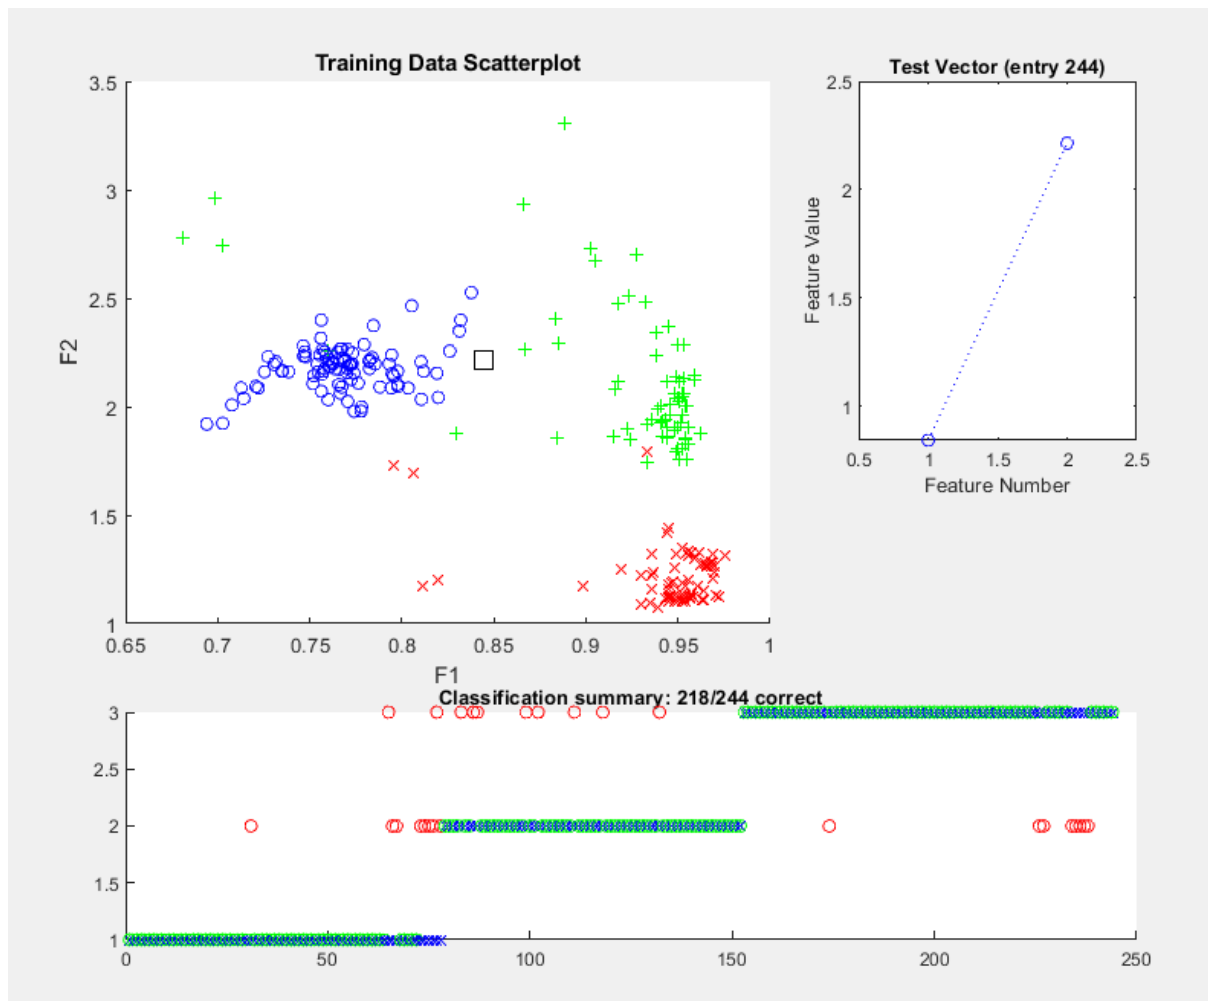 Training Data Scatterplot
3.5
3
2.5
2
1.5
1
F2
0.65 0.7 0.75 0.8 0.85 0.9 0.95 1
F1
Test Vector (entry 244)
2.5
2
1.5
1
Feature Value
0.5 1 1.5 2 2.5
Feature Number
Classification summary: 218/244 correct
3
2.5
2
1.5
1
0 50 100 150 200 250